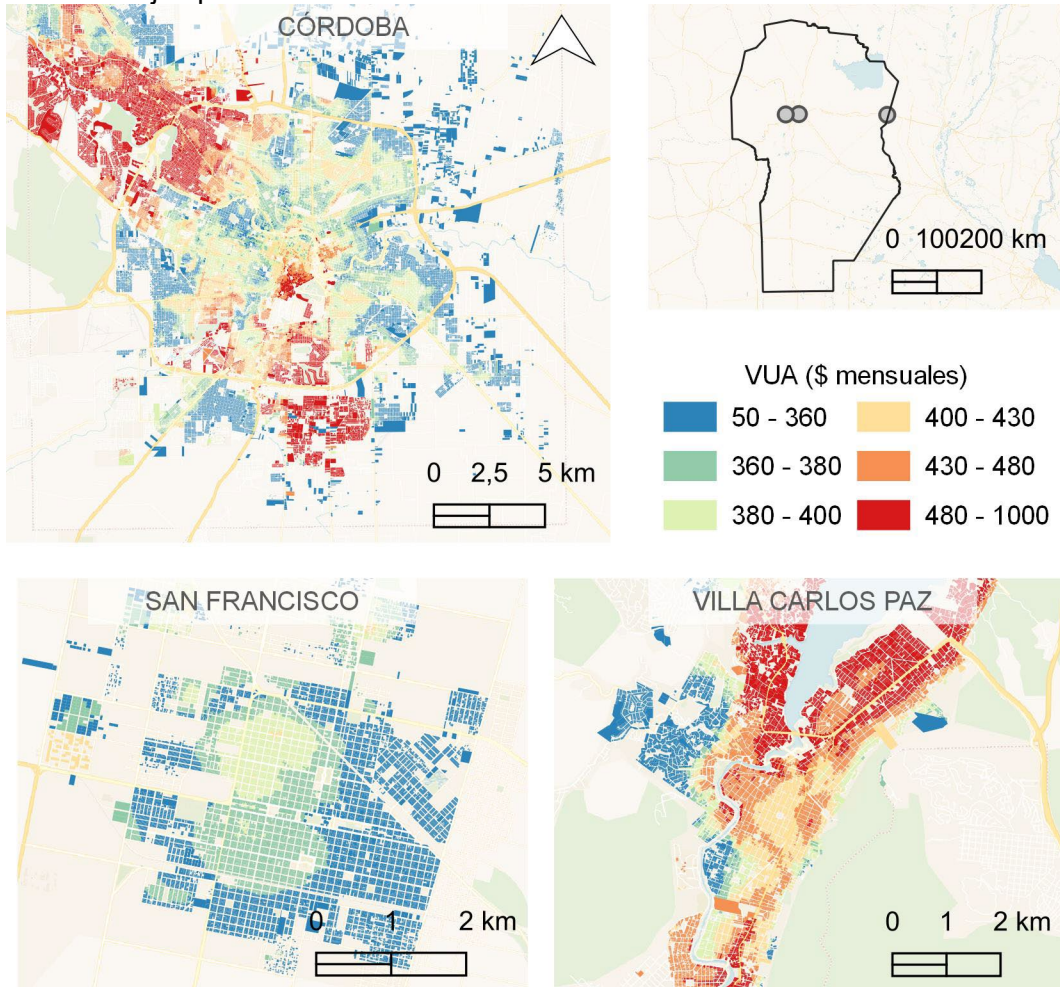 CÓRDOBA
0 100200 km
VUA ($ mensuales)
50 - 360
400 - 430
360 - 380
430 - 480
380 - 400
480 - 1000
0 2,5 5 km
SAN FRANCISCO
VILLA CARLOS PAZ
0 1 2 km
0 1 2 km